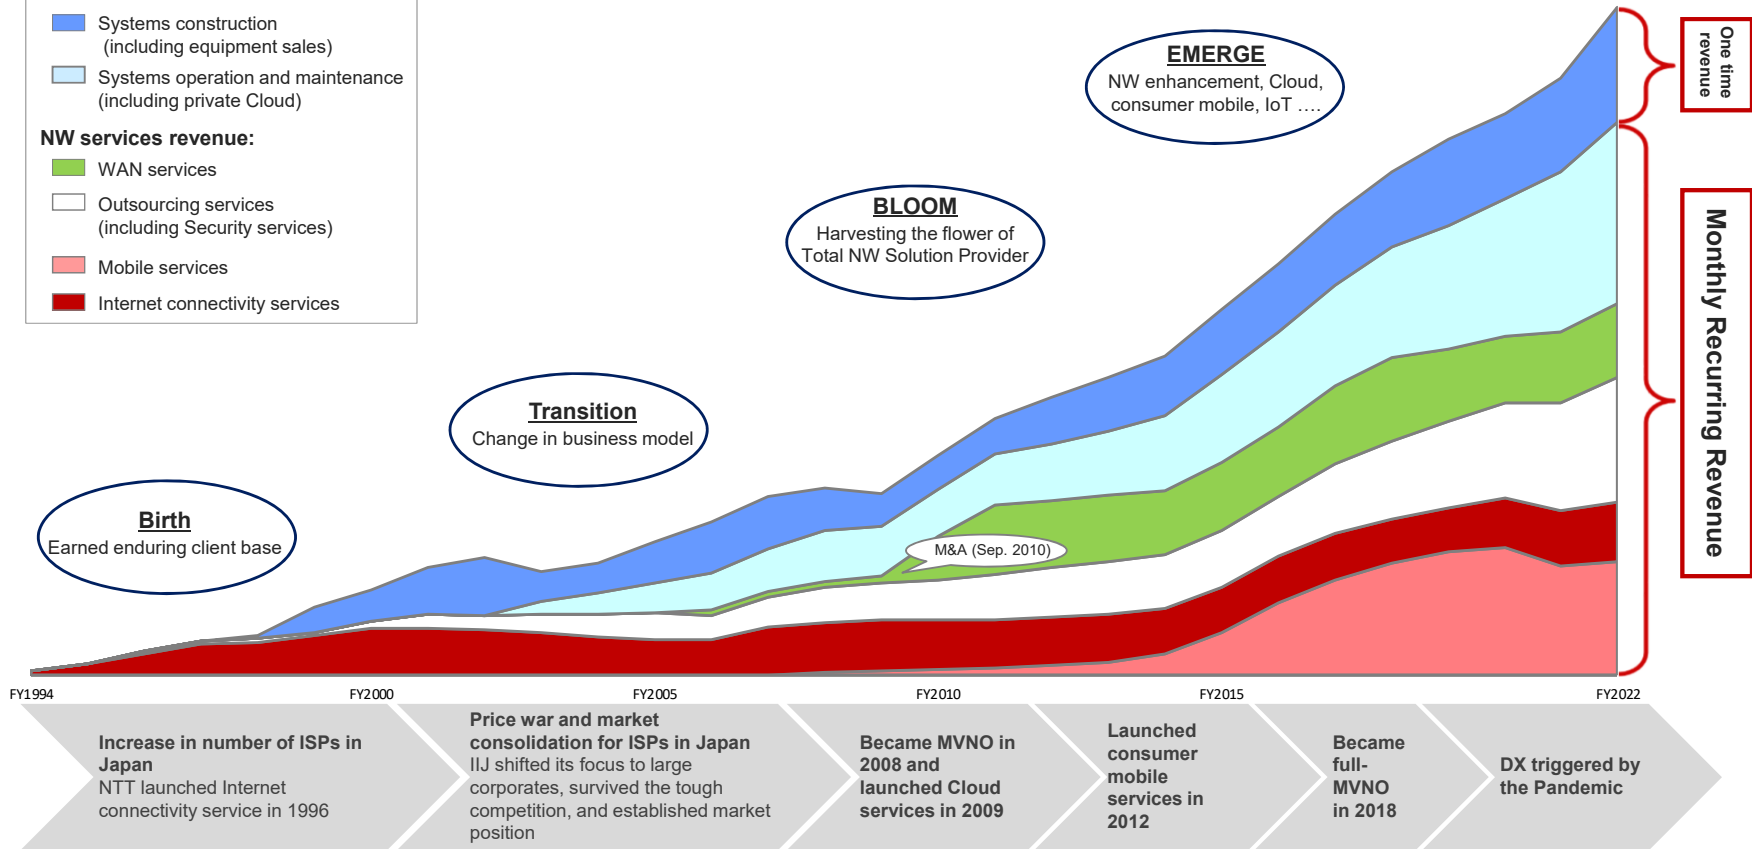 Systems construction
(including equipment sales)
Systems operation and maintenance
(including private Cloud)
NW services revenue:
WAN services
Outsourcing services
(including Security services)
Mobile services
Internet connectivity services
Birth
Earned enduring client base
Transition
Change in business model
BLOOM
Harvesting the flower of
Total NW Solution Provider
EMERGE
NW enhancement, Cloud,
consumer mobile, IoT ….
M&A (Sep. 2010)
One time
revenue
Monthly Recurring Revenue
FY1994
FY2000
FY2005
FY2010
FY2015
FY2022
Increase in number of ISPs in
Japan
NTT launched Internet
connectivity service in 1996
Price war and market
consolidation for ISPs in Japan
IIJ shifted its focus to large
corporates, survived the tough
competition, and established market
position
Became MVNO in
2008 and
launched Cloud
services in 2009
Launched
consumer
mobile
services in
2012
Became
full-
MVNO
in 2018
DX triggered by
the Pandemic